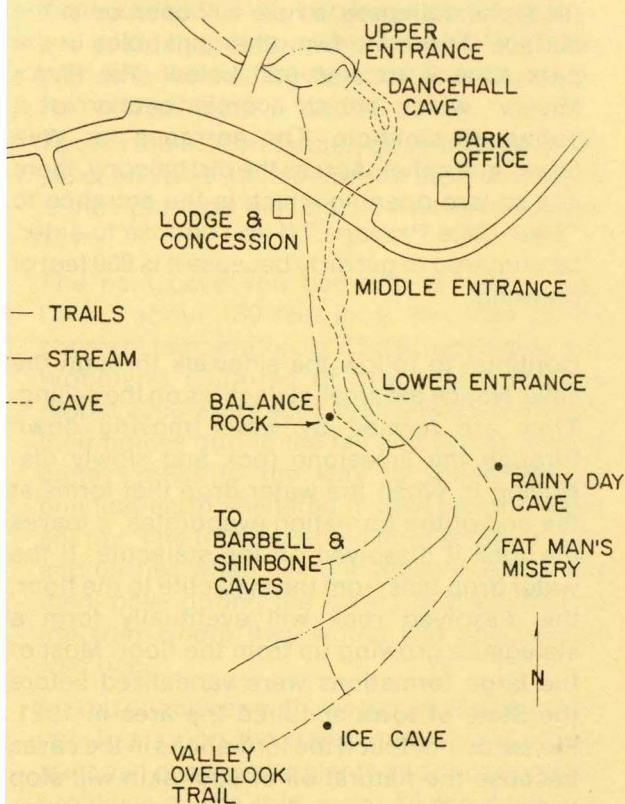 UPPER
ENTRANCE
DANCEHALL
CAVE
PARK
OFFICE
LODGE &
CONCESSION
MIDDLE ENTRANCE
TRAILS
STREAM
CAVE
LOWER ENTRANCE
BALANCE
ROCK
RAINY DAY
CAVE
FAT MAN'S
MISERY
TO
BARBELL &
SHINBONE
CAVES
N
ICE CAVE
VALLEY
OVERLOOK
TRAIL